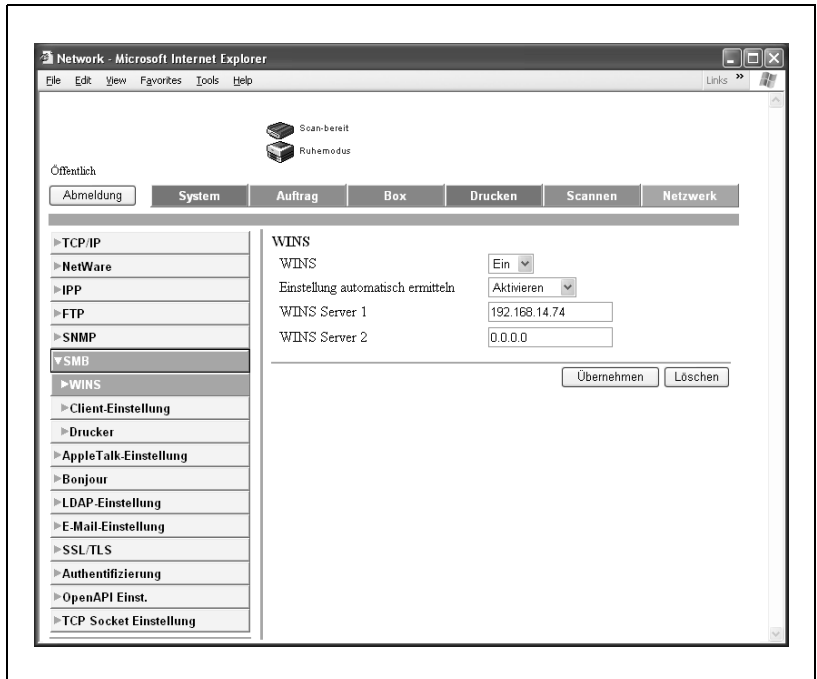 Network - Microsoft Internet Explorer
File Edit View Favorites Tools Help Links »
Scan-bereit
Ruhemodus
Öffentlich
Abmeldung System Auftrag Box Drucken Scannen Netzwerk
TCP/IP
NetWare
IPP
FTP
SNMP
SMB
WINS
Client-Einstellung
Drucker
AppleTalk-Einstellung
Bonjour
LDAP-Einstellung
E-Mail-Einstellung
SSL/TLS
Authentifizierung
OpenAPI Einst.
TCP Socket Einstellung
WINS
WINS Ein
Einstellung automatisch ermitteln Aktivieren
WINS Server 1 192.168.14.74
WINS Server 2 0.0.0.0
Übernehmen Löschen